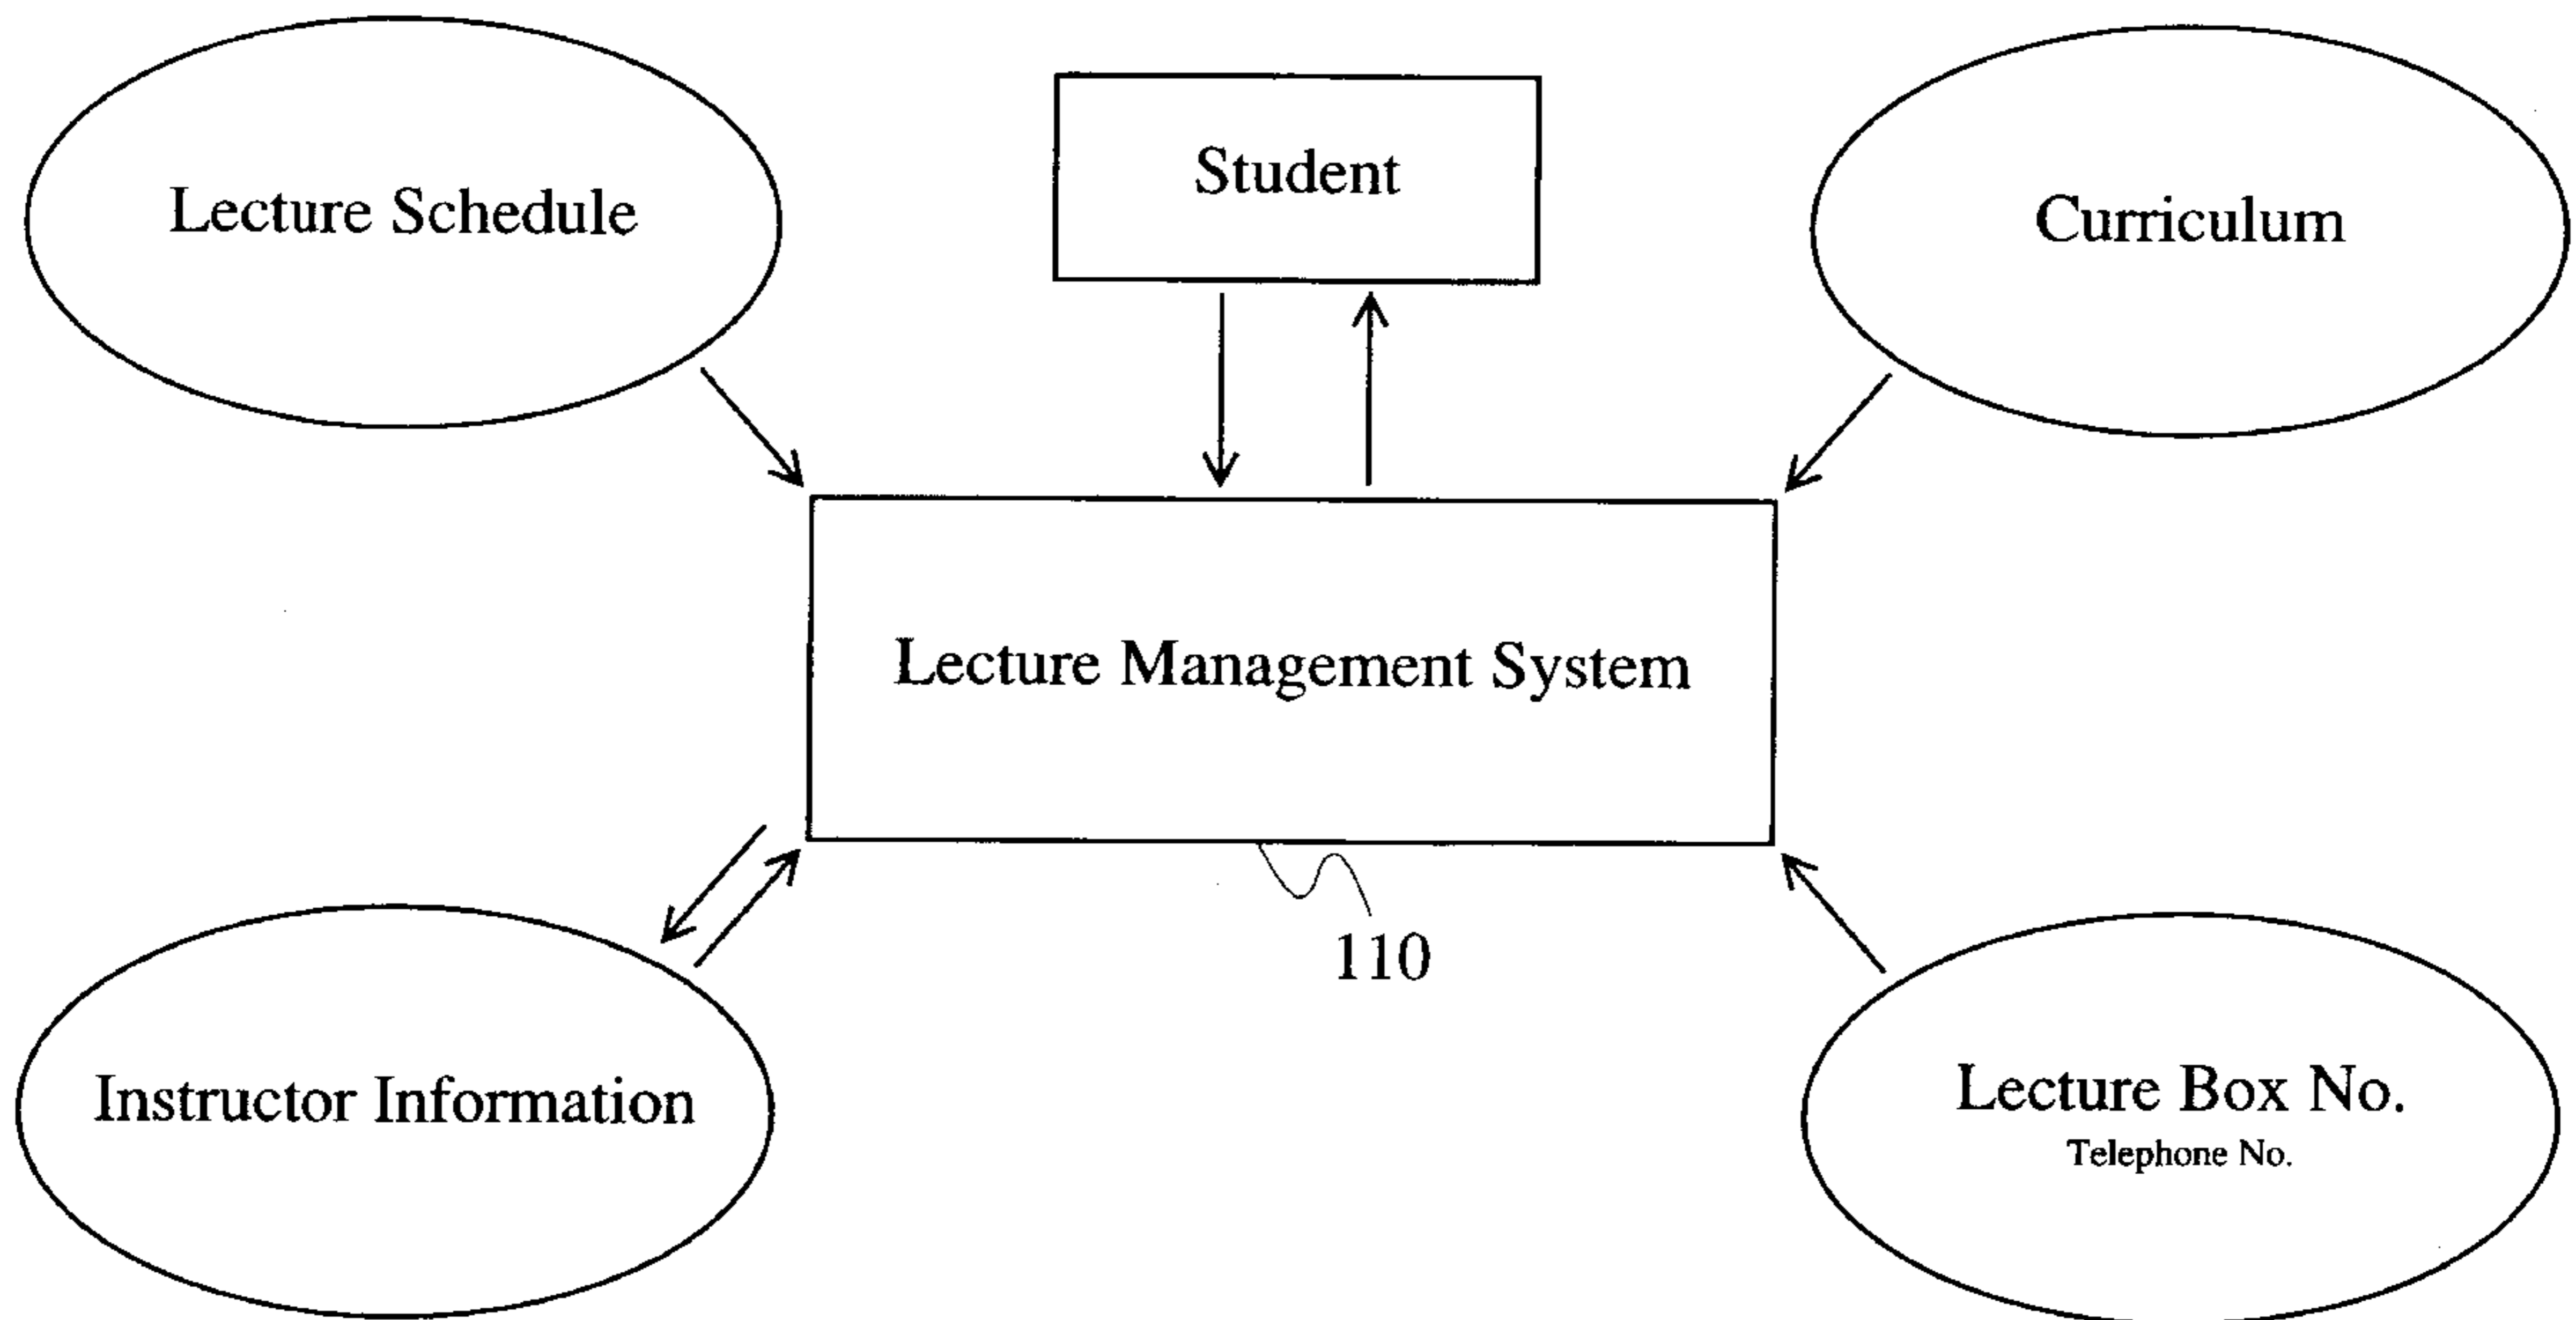 Lecture Schedule
Student
Curriculum
Lecture Management System
110
Instructor Information
Lecture Box No.
Telephone No.